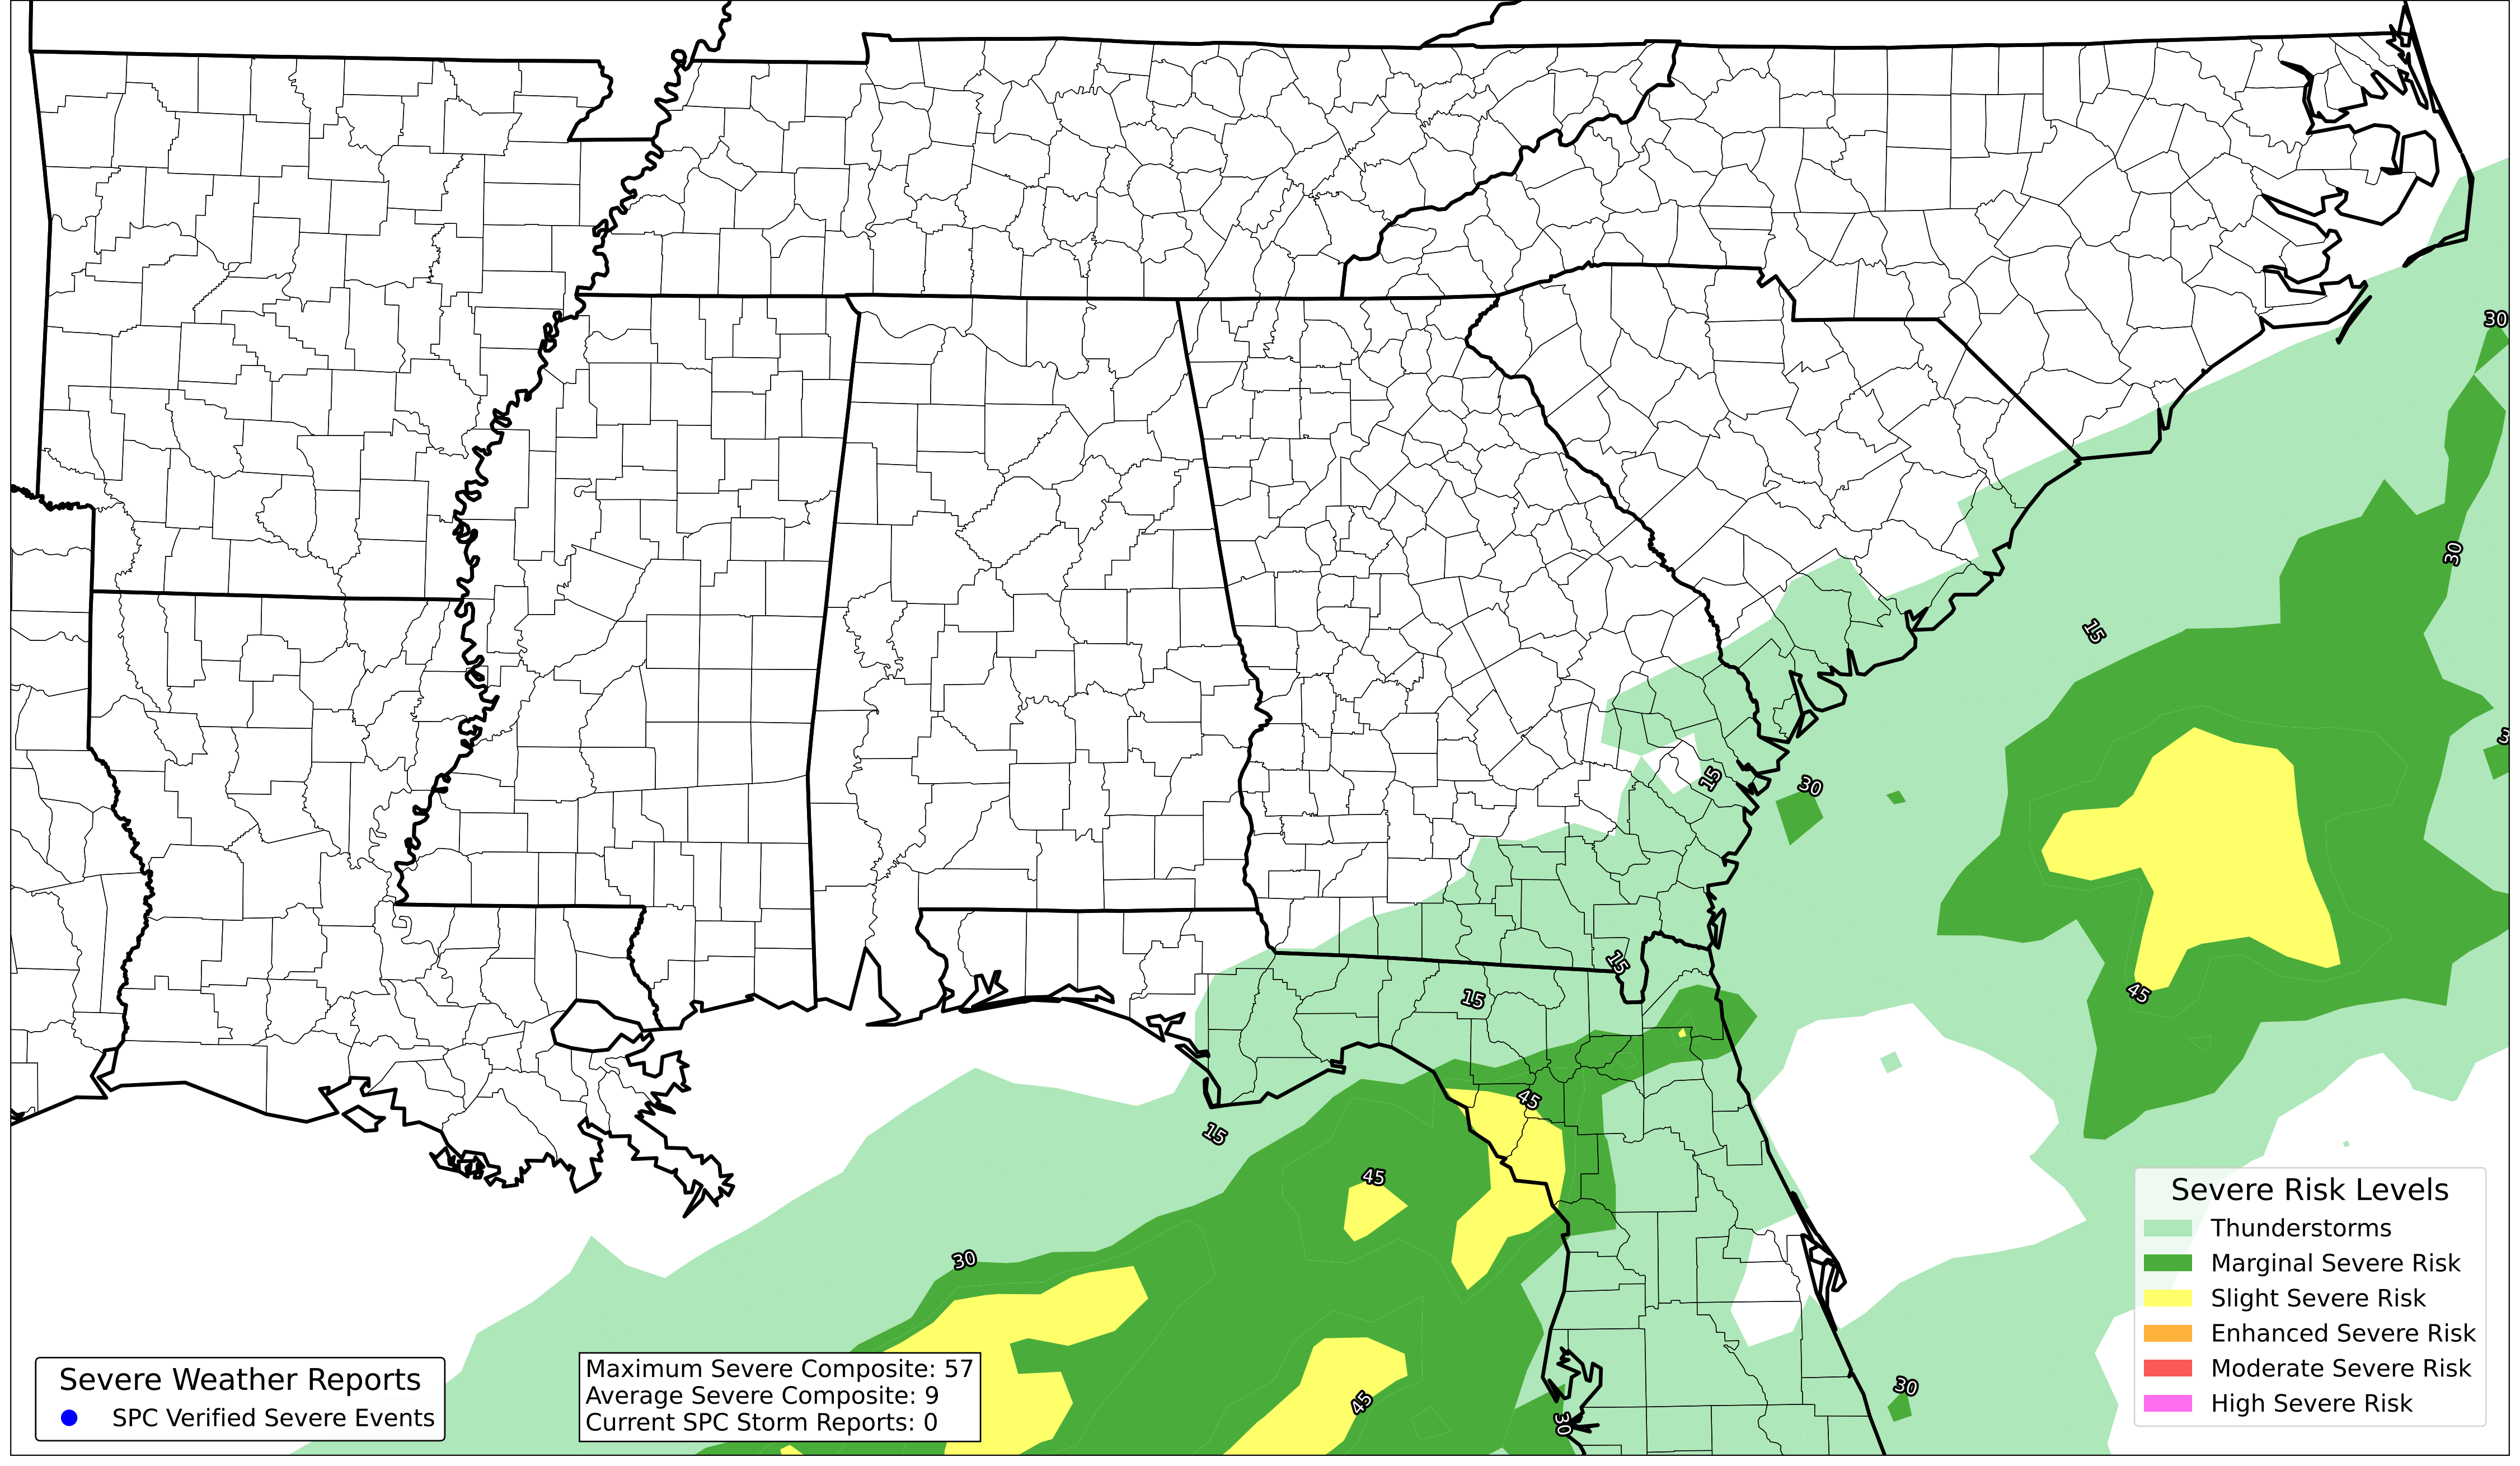 30
30
15
3
15
30
45
15
15
45
15
45
30
45
30
30
Severe Risk Levels
Thunderstorms
Marginal Severe Risk
Slight Severe Risk
Enhanced Severe Risk
Moderate Severe Risk
High Severe Risk
Severe Weather Reports
SPC Verified Severe Events
Maximum Severe Composite: 57
Average Severe Composite: 9
Current SPC Storm Reports: 0